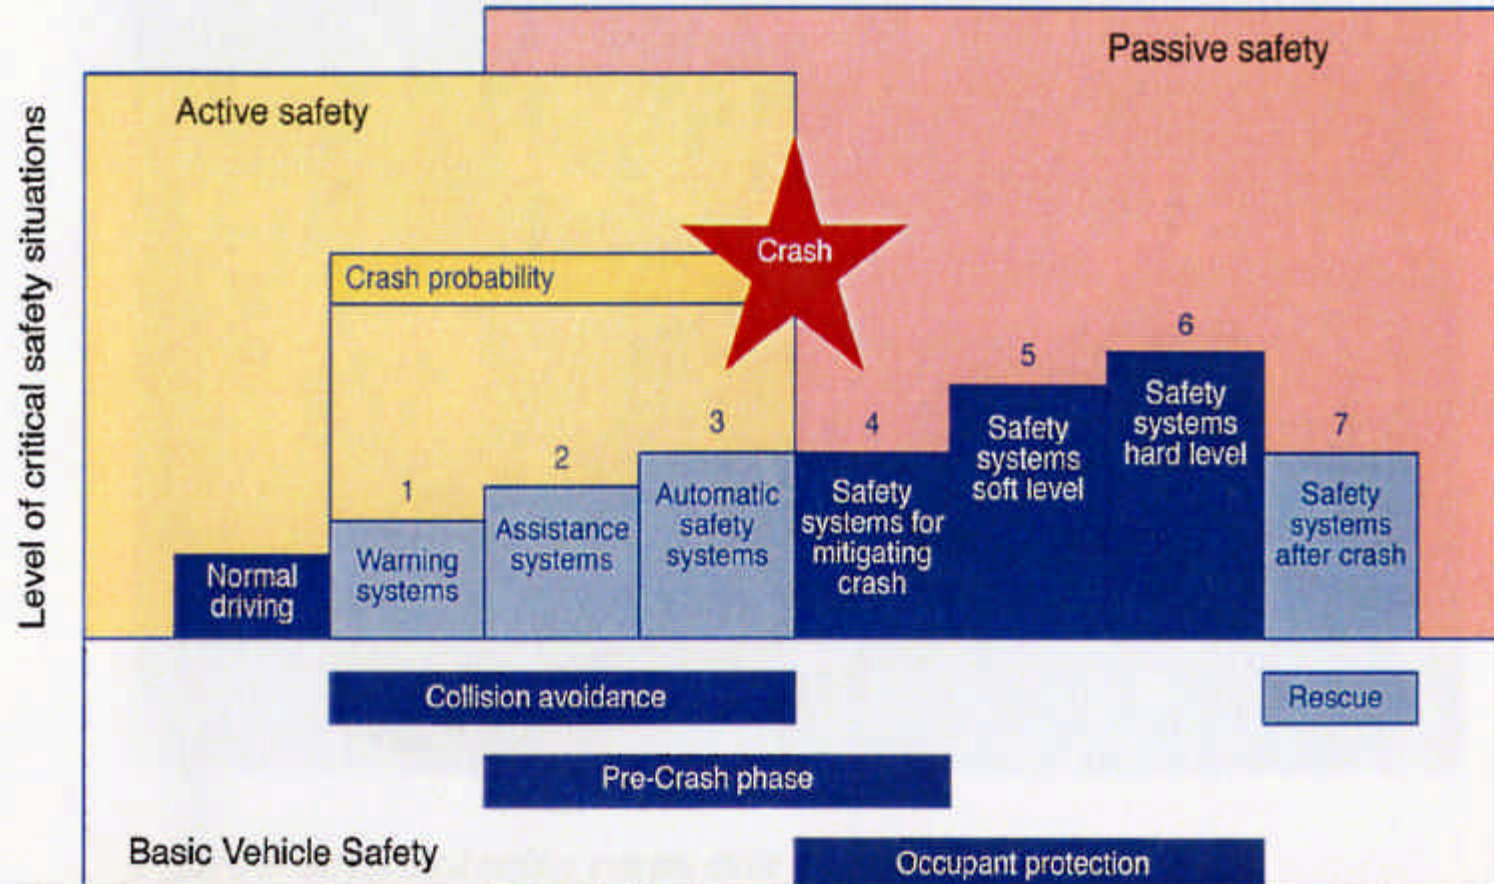 Passive safety
Active safety
Level of critical safety situations
Crash
Crash probability
6
5
Safety
systems
hard level
4
7
3
Safety
systems
soft level
2
1
Automatic
safety
systems
Safety
systems for
mitigating
crash
Safety
systems
after crash
Assistance
systems
Warning
systems
Normal
driving
Collision avoidance
Rescue
Pre-Crash phase
Basic Vehicle Safety
Occupant protection